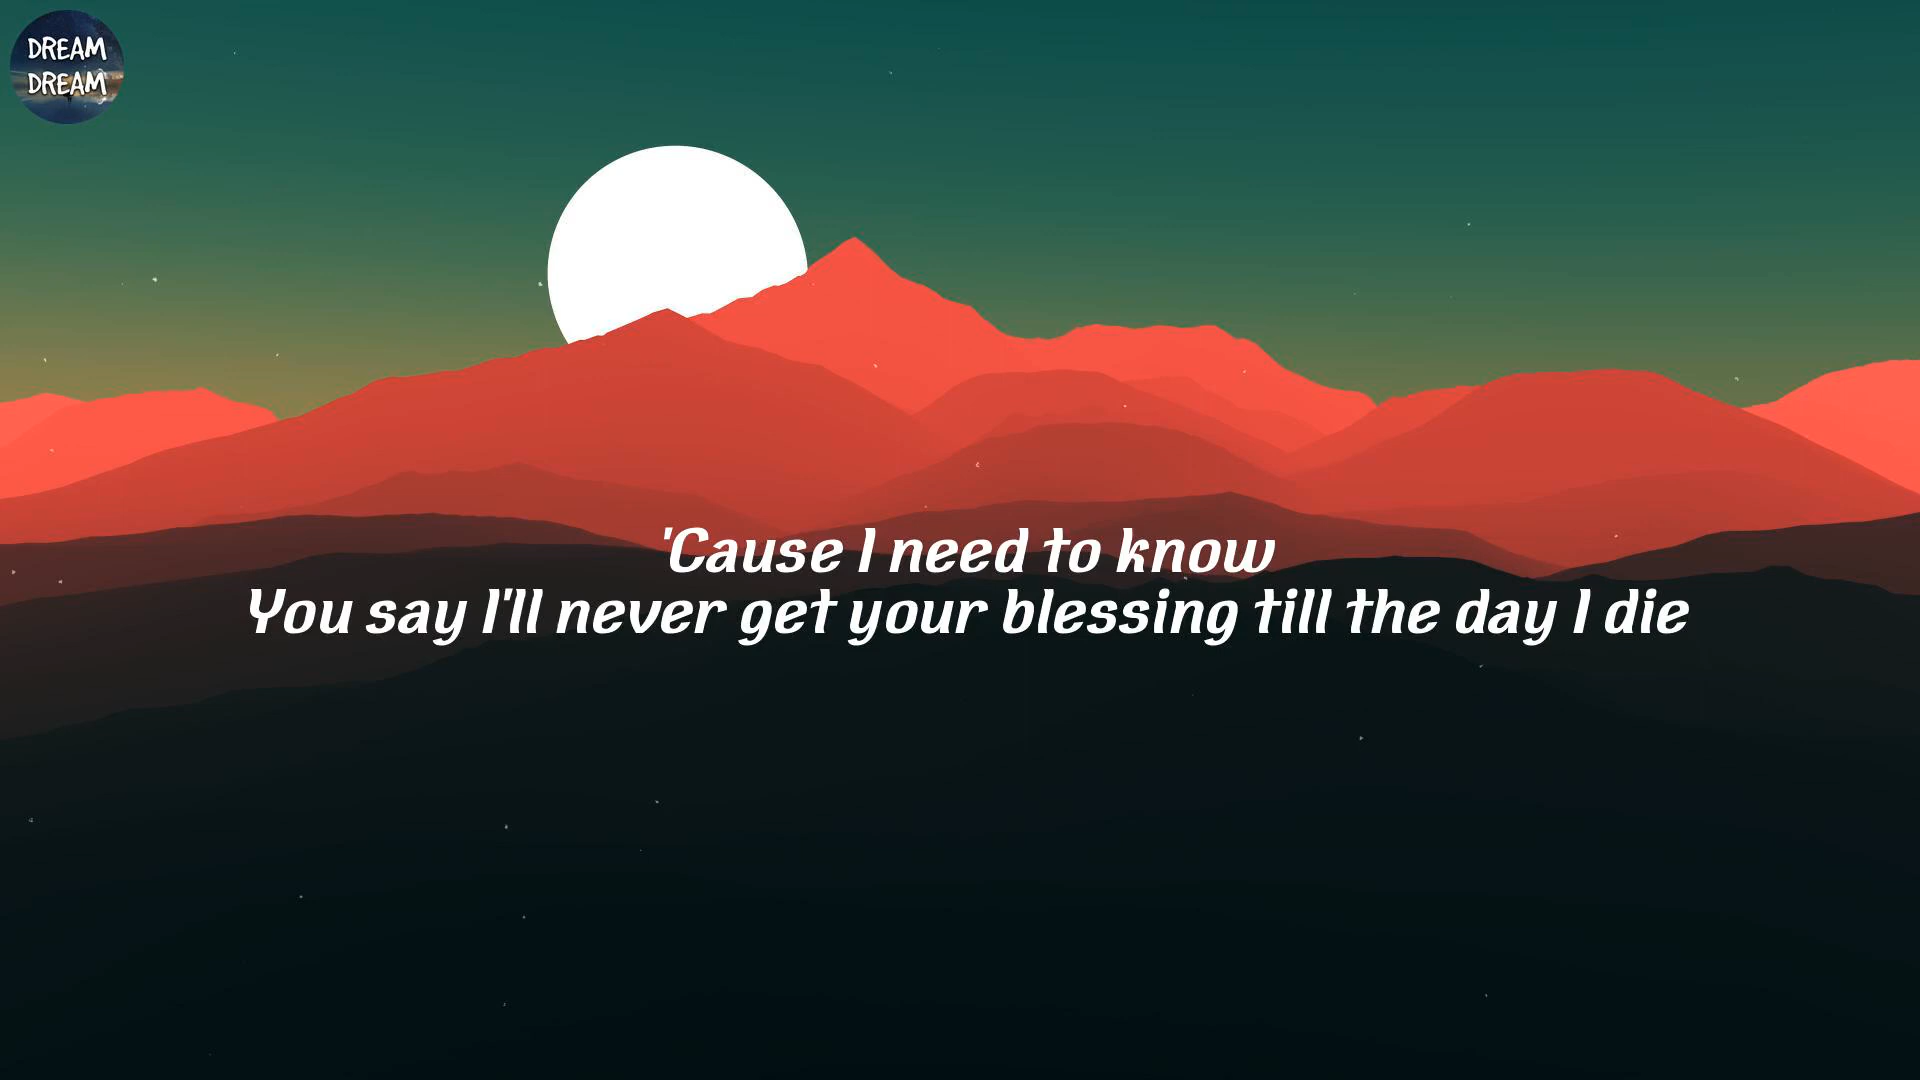 DREAM
DREAM
'Cause I need to know
You say I'll never get your blessing till the day I die